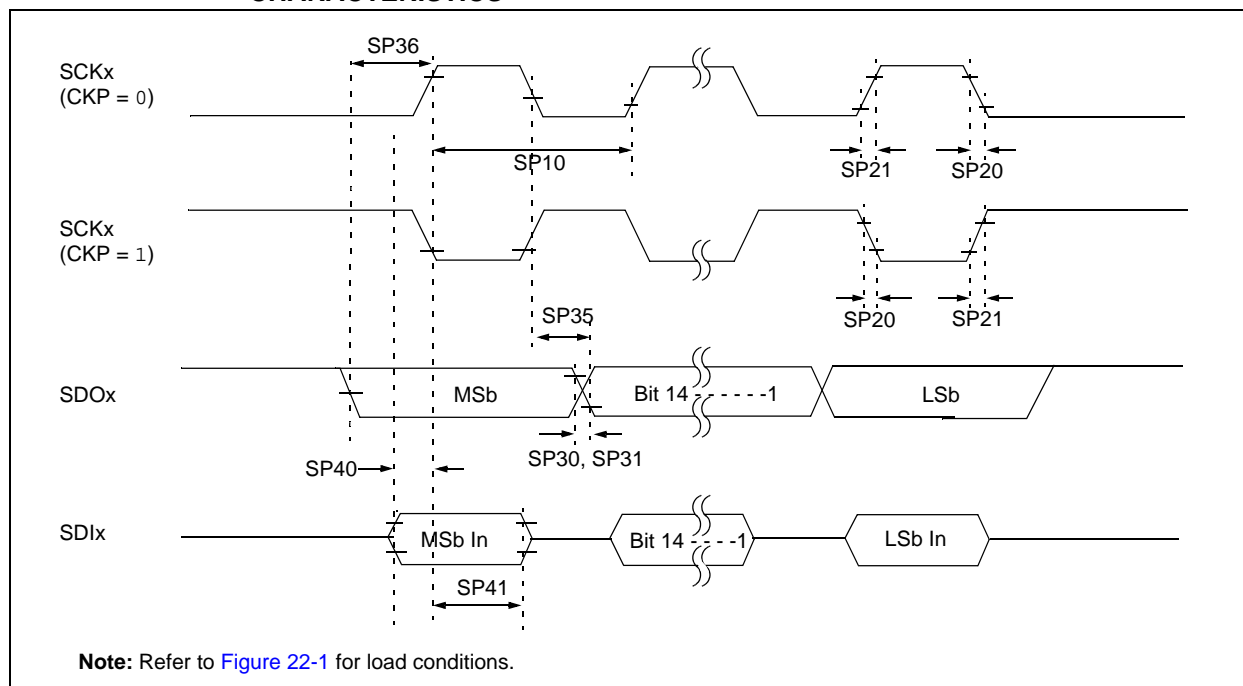 CHARACTERISTICS
SP36
SCKx
(CKP = 0)
SP10
SP21
SP20
SCKx
(CKP = 1)
SP35
SP20
SP21
SDOx
MSb
Bit 14 - - - - - -1
LSb
SP30, SP31
SP40
SDIx
MSb In
Bit 14 - - - - -1
LSb In
SP41
Note: Refer to Figure 22-1 for load conditions.